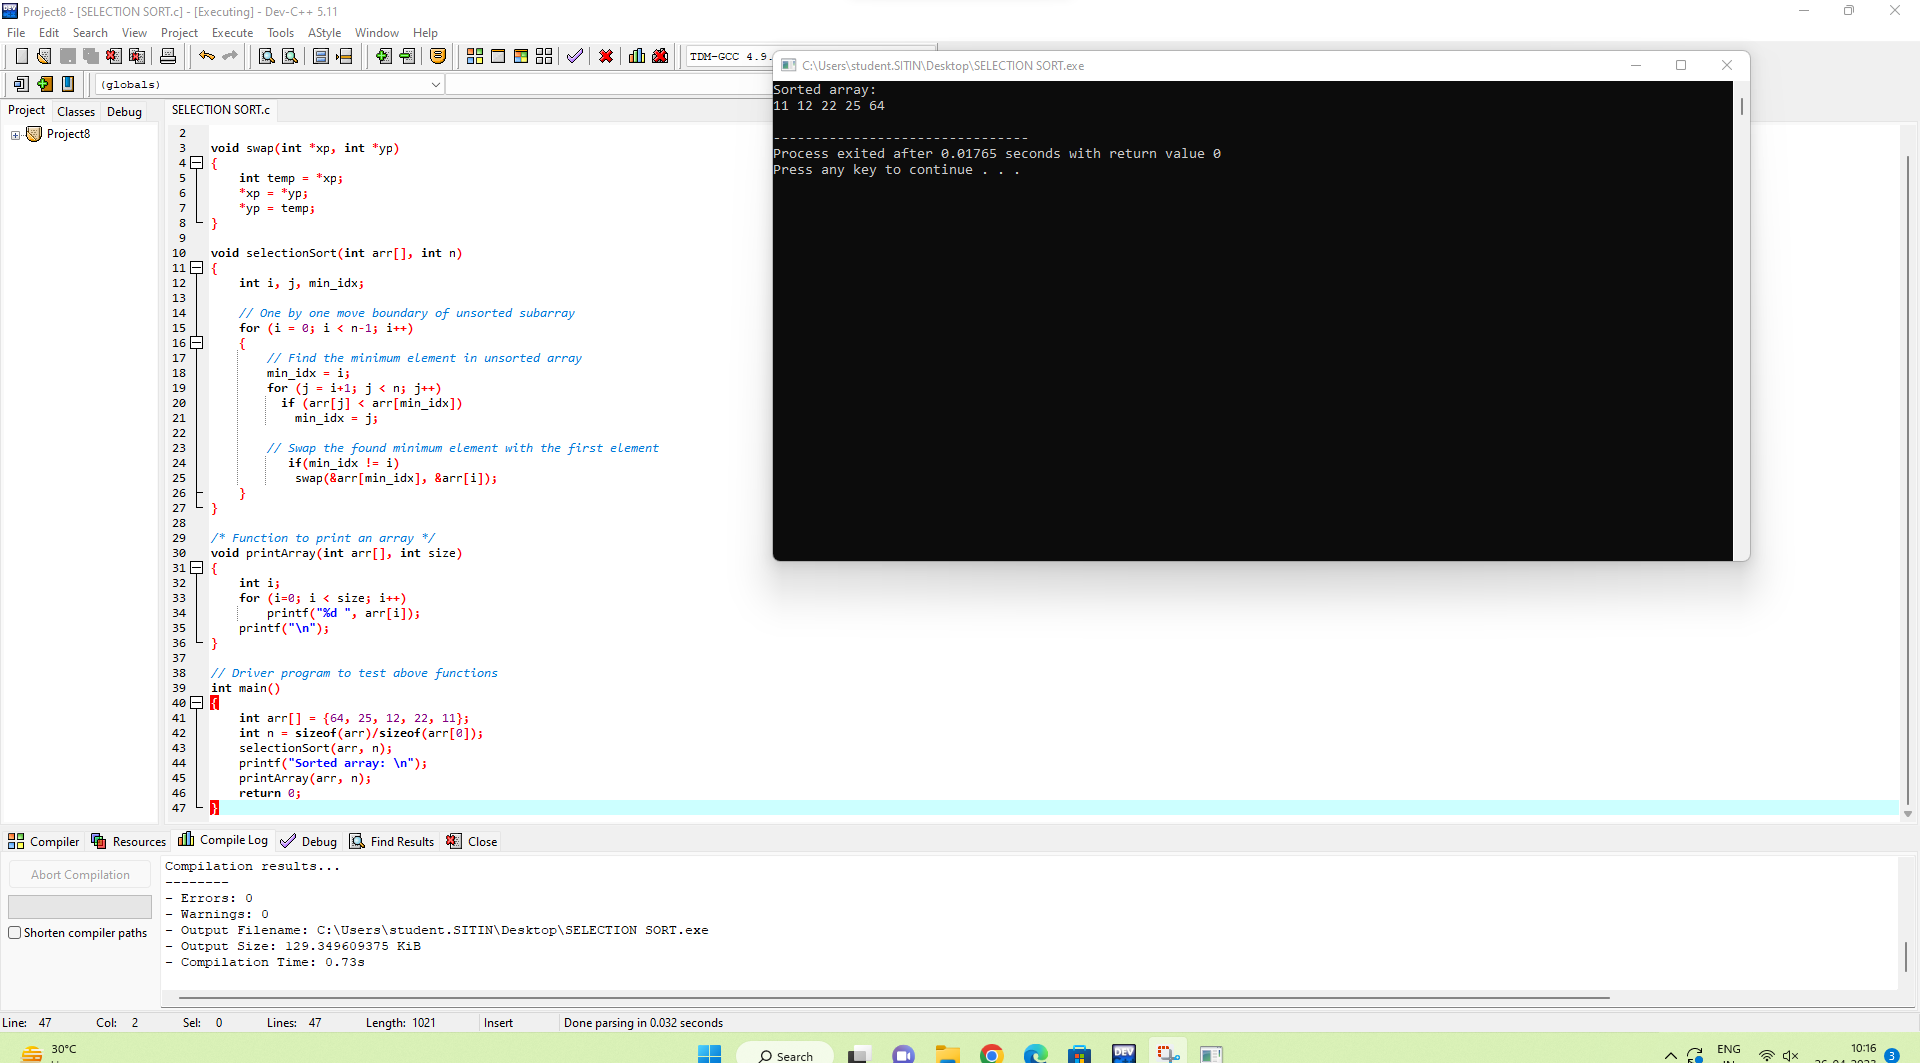 Project8 - [SELECTION SORT.c] - [Executing] - Dev-C++ 5.11
File Edit Search View Project Execute Tools AStyle Window Help
TDM-GCC 4.9.
(globals)
Project Classes Debug
Project8
SELECTION SORT.c
2
3 void swap(int *xp, int *yp)
4 {
5 int temp = *xp;
6 *xp = *yp;
7 *yp = temp;
8 }
9
10 void selectionSort(int arr[], int n)
11 {
12 int i, j, min_idx;
13
14 // One by one move boundary of unsorted subarray
15 for (i = 0; i < n-1; i++)
16 {
17 // Find the minimum element in unsorted array
18 min_idx = i;
19 for (j = i+1; j < n; j++)
20 if (arr[j] < arr[min_idx])
21 min_idx = j;
22
23 // Swap the found minimum element with the first element
24 if(min_idx != i)
25 swap(&arr[min_idx], &arr[i]);
26 }
27 }
28
29 /* Function to print an array */
30 void printArray(int arr[], int size)
31 {
32 int i;
33 for (i=0; i < size; i++)
34 printf("%d ", arr[i]);
35 printf("\n");
36 }
37
38 // Driver program to test above functions
39 int main()
40 {
41 int arr[] = {64, 25, 12, 22, 11};
42 int n = sizeof(arr)/sizeof(arr[0]);
43 selectionSort(arr, n);
44 printf("Sorted array: \n");
45 printArray(arr, n);
46 return 0;
47 }
C:\Users\student.SITIN\Desktop\SELECTION SORT.exe
Sorted array:
11 12 22 25 64
--------------------------------
Process exited after 0.01765 seconds with return value 0
Press any key to continue . . .
Compiler Resources Compile Log Debug Find Results Close
Abort Compilation
Shorten compiler paths
Compilation results...
--------
- Errors: 0
- Warnings: 0
- Output Filename: C:\Users\student.SITIN\Desktop\SELECTION SORT.exe
- Output Size: 129.349609375 KiB
- Compilation Time: 0.73s
Line: 47 Col: 2 Sel: 0 Lines: 47 Length: 1021 Insert Done parsing in 0.032 seconds
30°C
Search
DEV
ENG
10:16
3